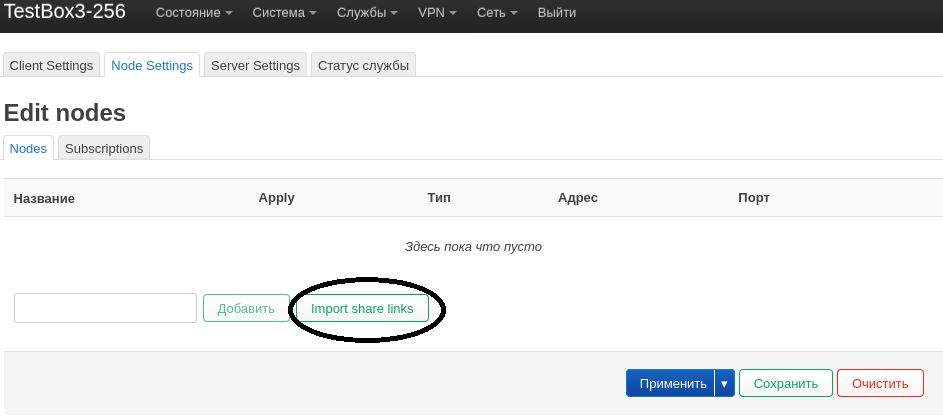 TestBox3-256 Состояние Система Службы VPN Сеть Выйти
Client Settings Node Settings Server Settings Статус службы
Edit nodes
Nodes Subscriptions
Название Apply Тип Адрес Порт
Здесь пока что пусто
Добавить Import share links
Применить Сохранить Очистить